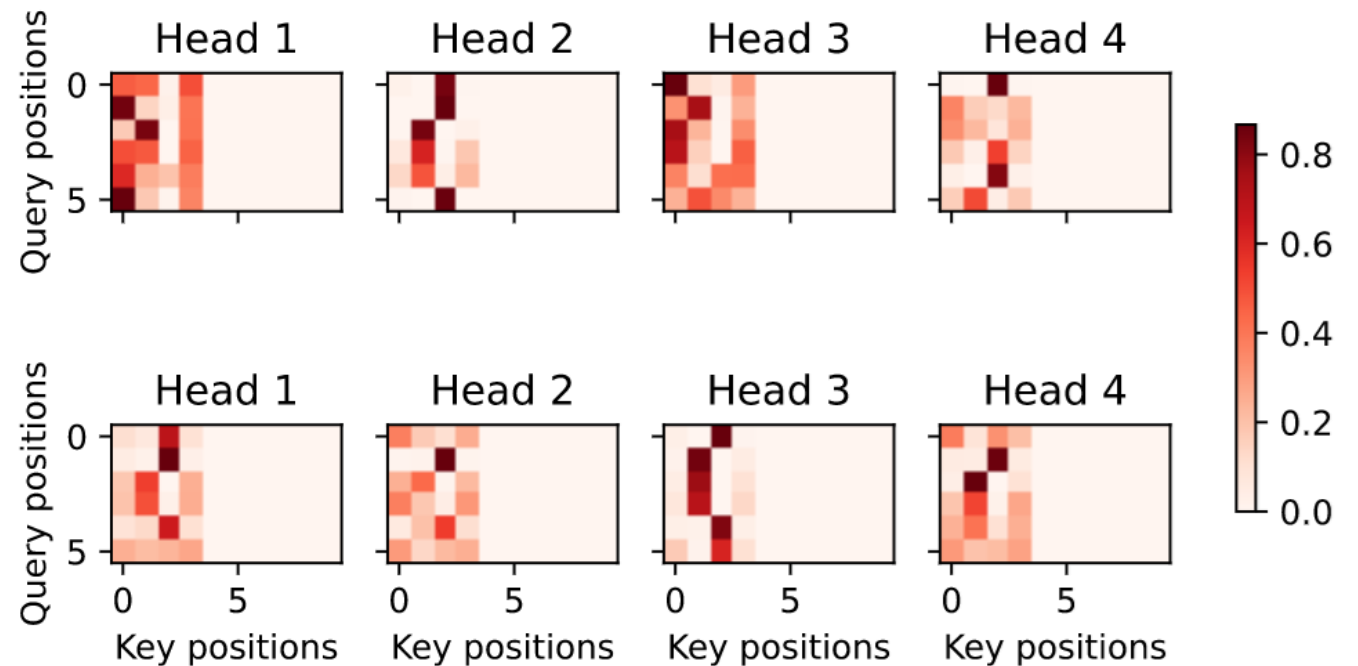 Head 1 Head 2 Head 3 Head 4
Query positions
0
5
0.8
0.6
0.4
0.2
0.0
Head 1 Head 2 Head 3 Head 4
Query positions
0
5
0 5 0 5 0 5 0 5
Key positions Key positions Key positions Key positions